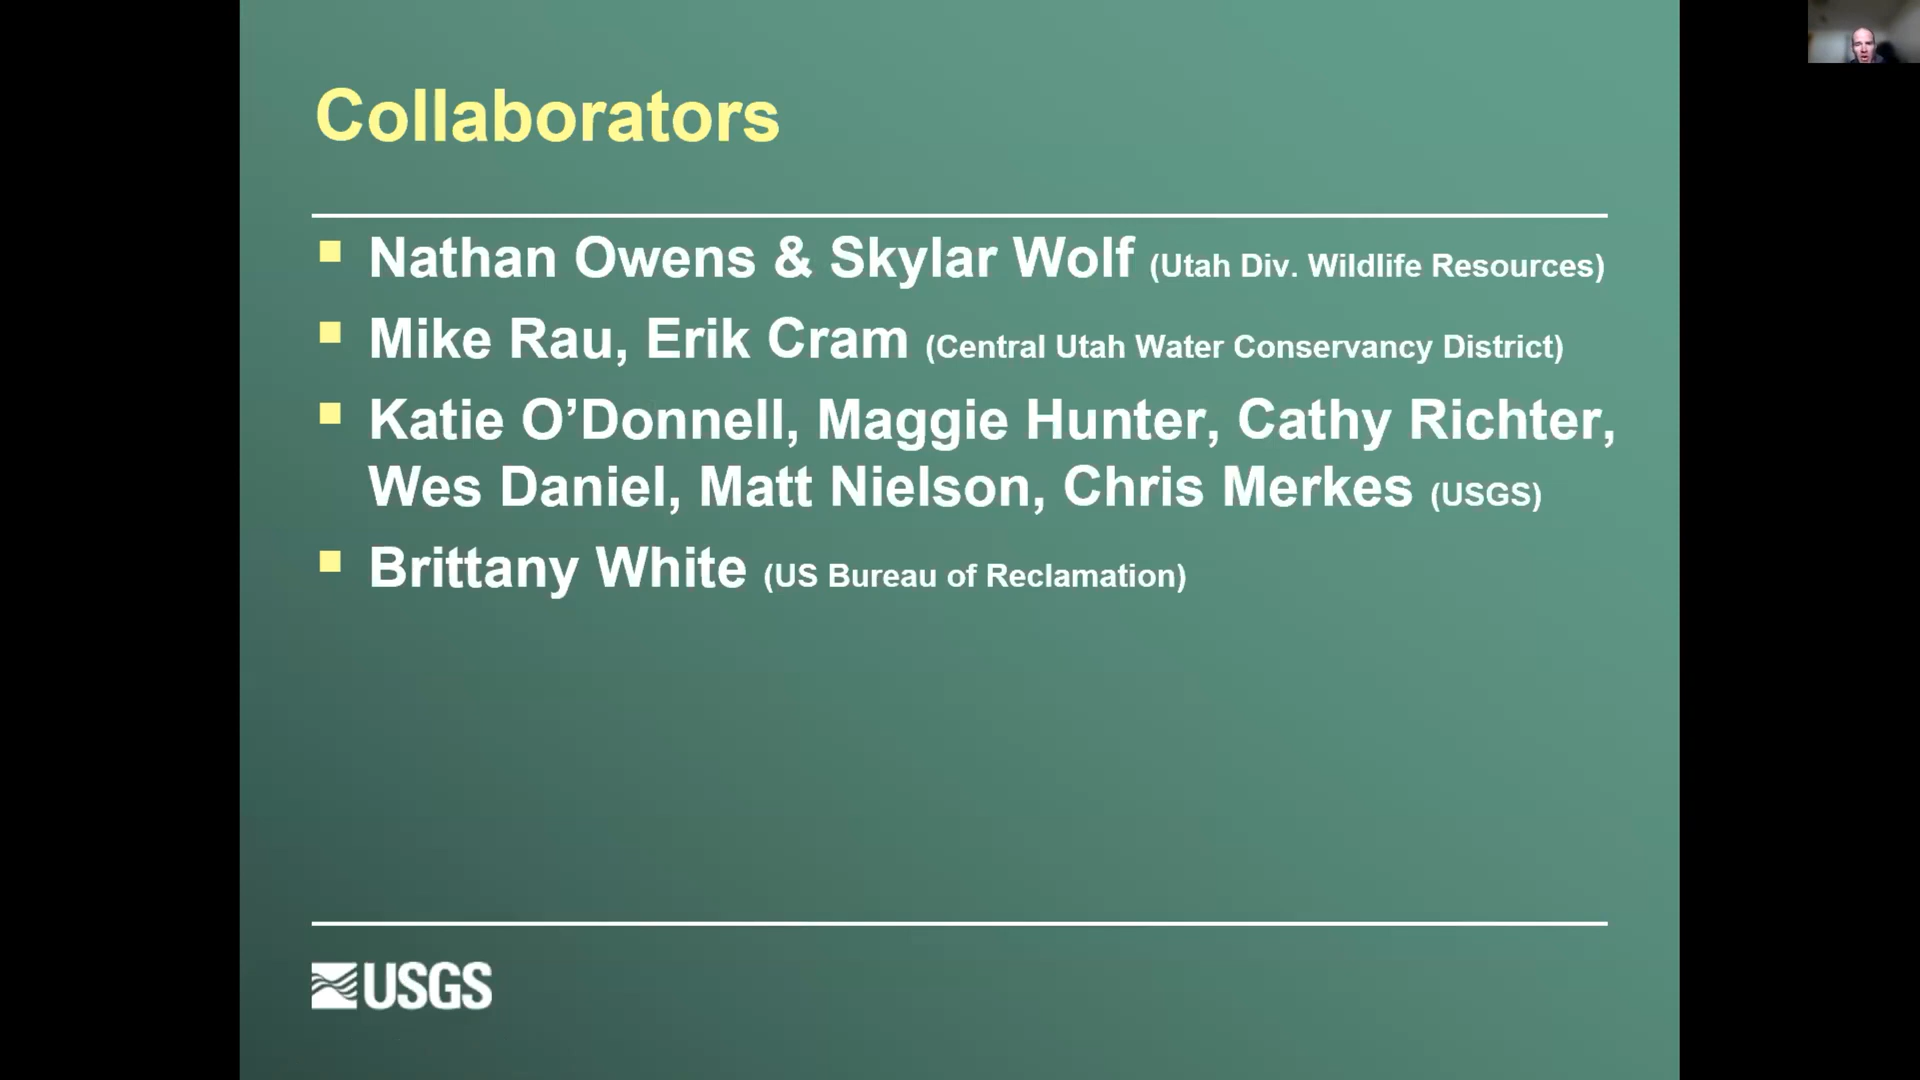 Collaborators
Nathan Owens & Skylar Wolf (Utah Div. Wildlife Resources)
Mike Rau, Erik Cram (Central Utah Water Conservancy District)
Katie O’Donnell, Maggie Hunter, Cathy Richter,
Wes Daniel, Matt Nielson, Chris Merkes (USGS)
Brittany White (US Bureau of Reclamation)
USGS